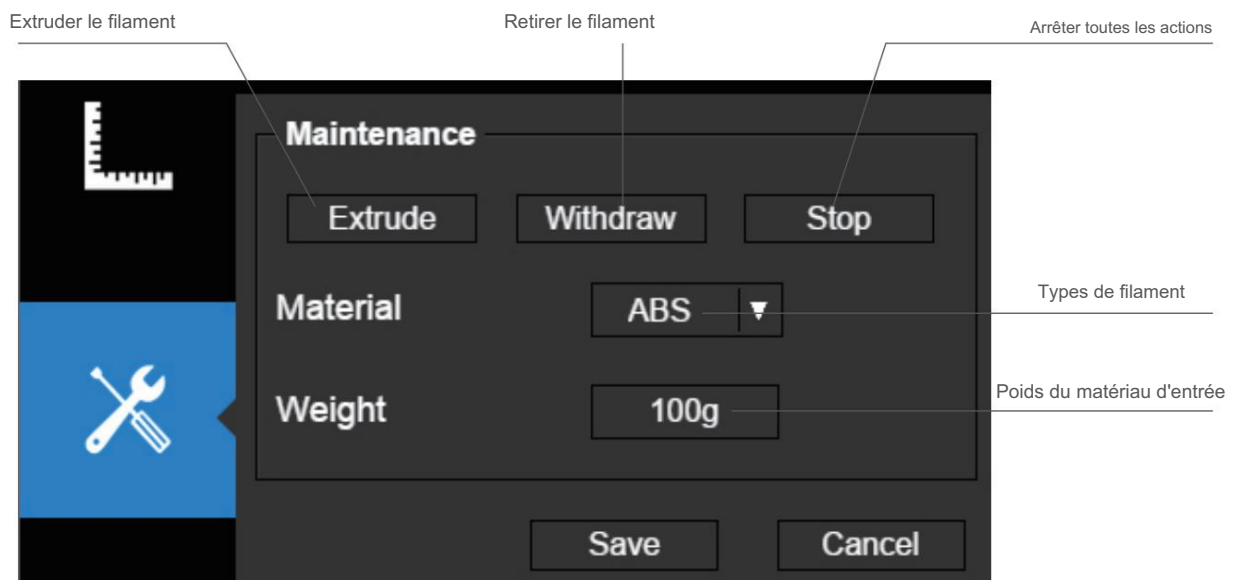 Extruder le filament
Retirer le filament
Arrêter toutes les actions
Maintenance
Extrude
Withdraw
Stop
Material
ABS
Types de filament
Weight
100g
Poids du matériau d'entrée
Save
Cancel